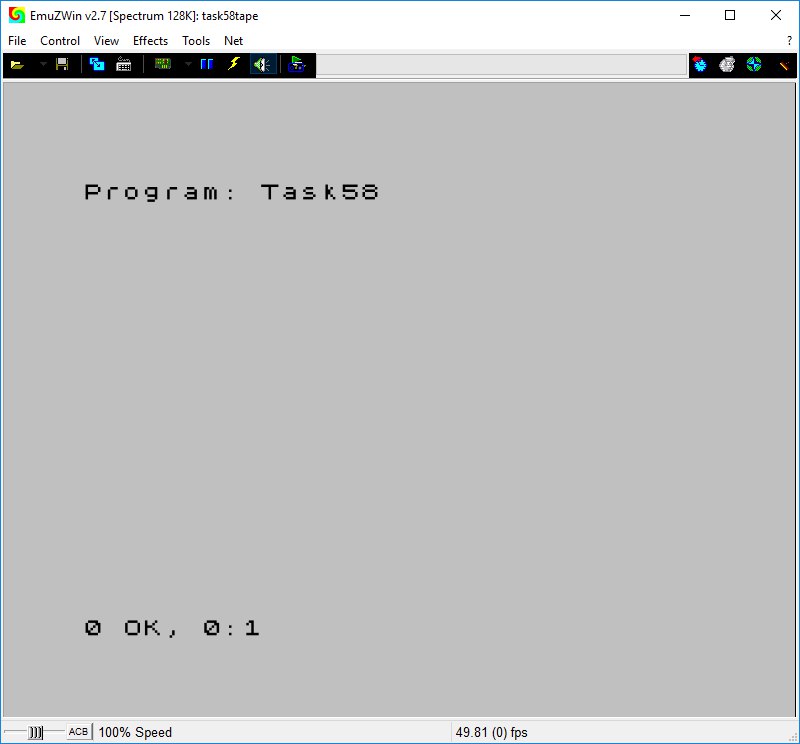 EmuZWin v2.7 [Spectrum 128K]: task58tape
File Control View Effects Tools Net ?
Program: Task58
0 OK, 0:1
ACB 100% Speed 49.81 (0) fps